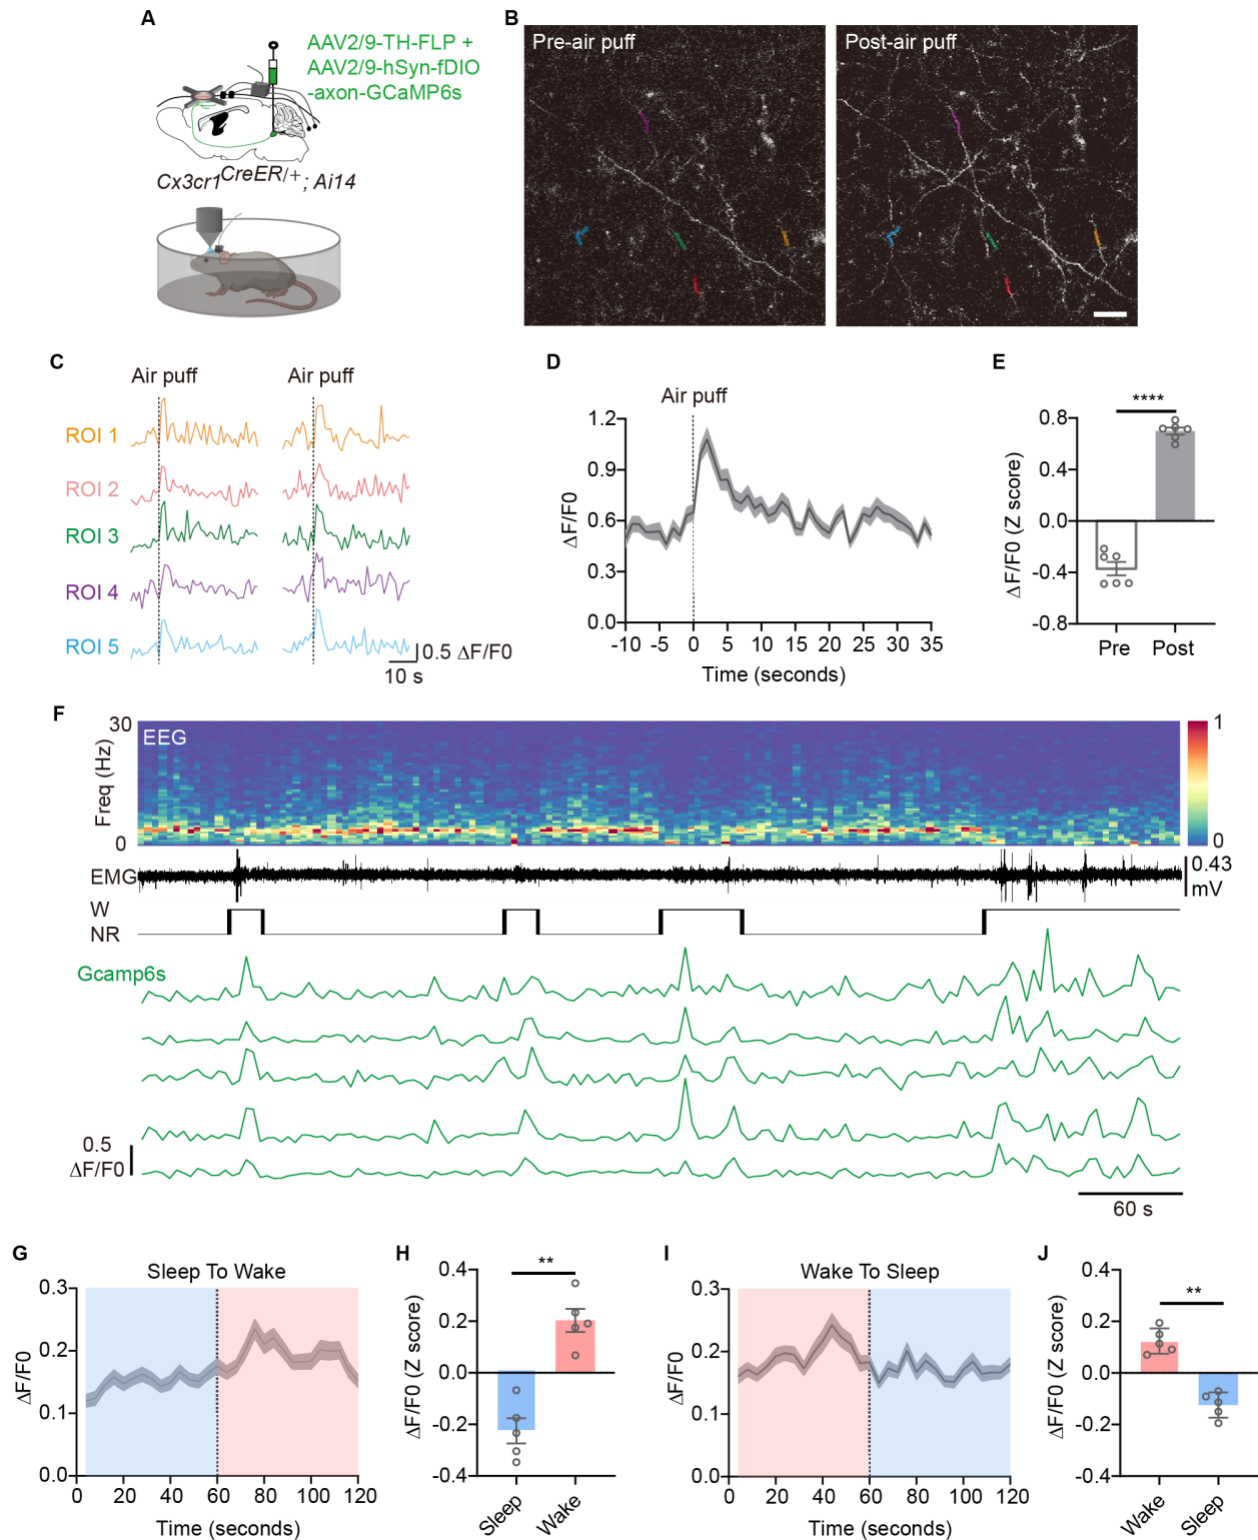 A
AAV2/9-TH-FLP +
AAV2/9-hSyn-fDIO
-axon-GCaMP6s
Cx3cr1CreER/+; Ai14
B
Pre-air puff
Post-air puff
C
Air puff
Air puff
ROI 1
ROI 2
ROI 3
ROI 4
ROI 5
0.5 ΔF/F0
10 s
D
Air puff
ΔF/F0
1.2
0.9
0.6
0.3
0.0
-10 -5 0 5 10 15 20 25 30 35
Time (seconds)
E
****
ΔF/F0 (Z score)
0.8
0.4
0.0
-0.4
-0.8
Pre Post
F
Freq (Hz)
30
0
EEG
1
0
EMG
0.43
mV
W
NR
Gcamp6s
0.5
ΔF/F0
60 s
G
Sleep To Wake
ΔF/F0
0.3
0.2
0.1
0.0
0 20 40 60 80 100 120
Time (seconds)
H
**
ΔF/F0 (Z score)
0.4
0.2
0.0
-0.2
-0.4
Sleep Wake
I
Wake To Sleep
ΔF/F0
0.3
0.2
0.1
0.0
0 20 40 60 80 100 120
Time (seconds)
J
**
ΔF/F0 (Z score)
0.4
0.2
0.0
-0.2
-0.4
Wake Sleep